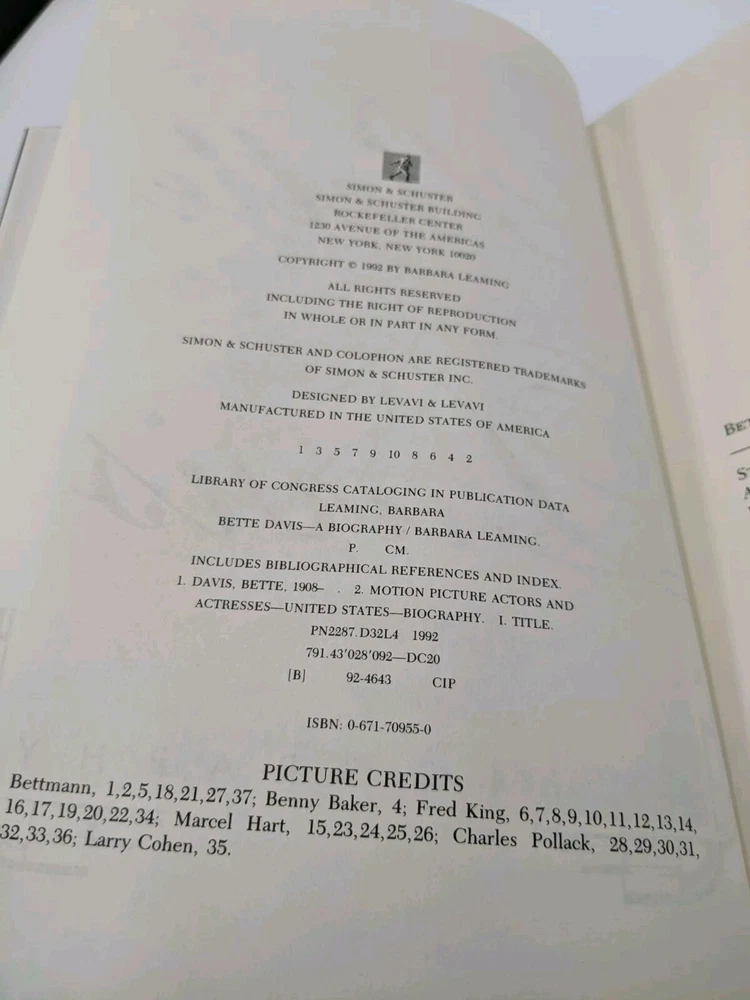 SIMON & SCHUSTER
SIMON & SCHUSTER BUILDING
ROCKEFELLER CENTER
1230 AVENUE OF THE AMERICAS
NEW YORK, NEW YORK 10020
COPYRIGHT © 1992 BY BARBARA LEAMING
ALL RIGHTS RESERVED
INCLUDING THE RIGHT OF REPRODUCTION
IN WHOLE OR IN PART IN ANY FORM.
SIMON & SCHUSTER AND COLOPHON ARE REGISTERED TRADEMARKS
OF SIMON & SCHUSTER INC.
DESIGNED BY LEVAVI & LEVAVI
MANUFACTURED IN THE UNITED STATES OF AMERICA
1 3 5 7 9 10 8 6 4 2
LIBRARY OF CONGRESS CATALOGING IN PUBLICATION DATA
LEAMING, BARBARA
BETTE DAVIS—A BIOGRAPHY / BARBARA LEAMING.
P. CM.
INCLUDES BIBLIOGRAPHICAL REFERENCES AND INDEX.
1. DAVIS, BETTE, 1908– . 2. MOTION PICTURE ACTORS AND
ACTRESSES—UNITED STATES—BIOGRAPHY. I. TITLE.
PN2287.D32L4 1992
791.43′028′092—DC20
[B] 92-4643 CIP
ISBN: 0-671-70955-0
PICTURE CREDITS
Bettmann, 1,2,5,18,21,27,37; Benny Baker, 4; Fred King, 6,7,8,9,10,11,12,13,14,
16,17,19,20,22,34; Marcel Hart, 15,23,24,25,26; Charles Pollack, 28,29,30,31,
32,33,36; Larry Cohen, 35.